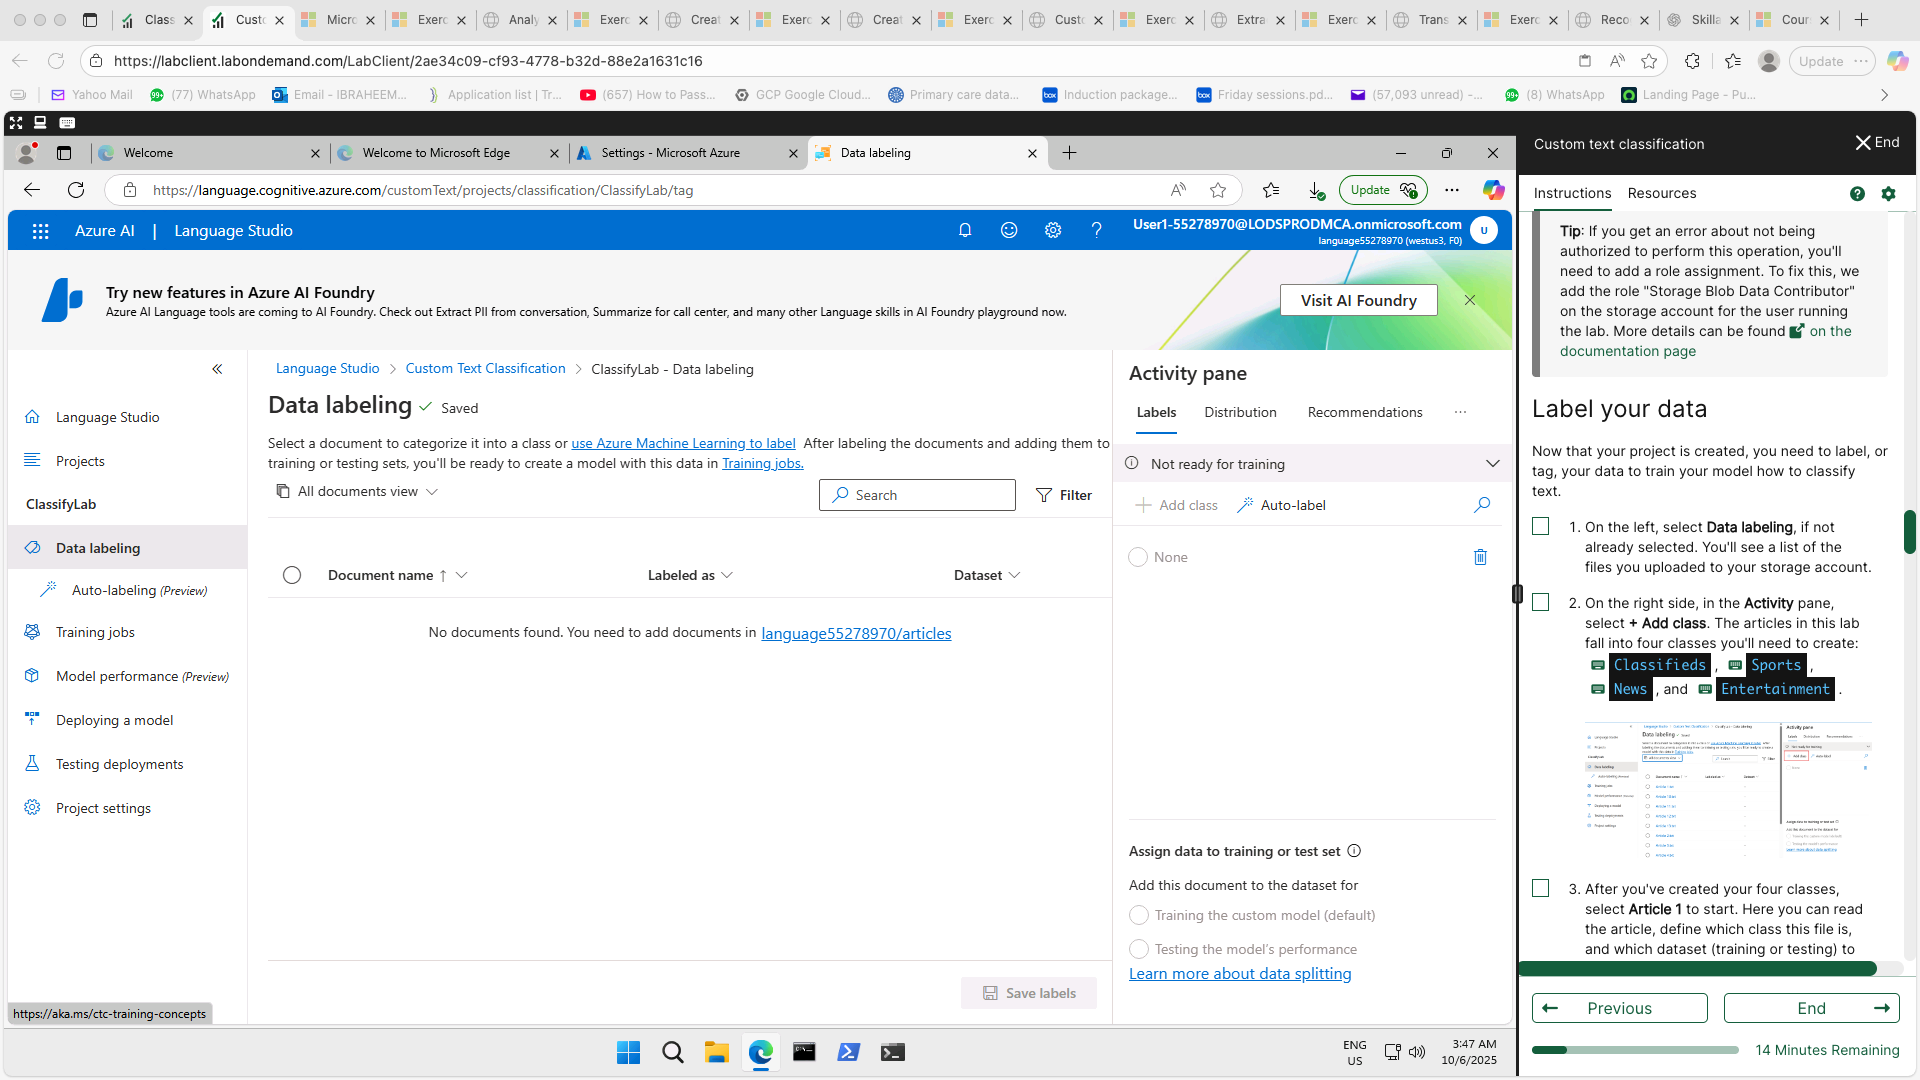 Class
Custo
Micro
Exerc
Analy
Exerc
Creat
Exerc
Creat
Exerc
Custo
Exerc
Extra
Exerc
Trans
Exerc
Reco
Skilla
Cour
https://labclient.labondemand.com/LabClient/2ae34c09-cf93-4778-b32d-88e2a1631c16
Update
Yahoo Mail
(77) WhatsApp
Email - IBRAHEEM...
Application list | Tr...
(657) How to Pass...
GCP Google Cloud...
Primary care data...
Induction package...
Friday sessions.pd...
(57,093 unread) -...
(8) WhatsApp
Landing Page - Pu...
Welcome
Welcome to Microsoft Edge
Settings - Microsoft Azure
Data labeling
https://language.cognitive.azure.com/customText/projects/classification/ClassifyLab/tag
Update
Azure AI | Language Studio
User1-55278970@LODSPRODMCA.onmicrosoft.com
language55278970 (westus3, F0)
U
Try new features in Azure AI Foundry
Azure AI Language tools are coming to AI Foundry. Check out Extract PII from conversation, Summarize for call center, and many other Language skills in AI Foundry playground now.
Visit AI Foundry
Language Studio
Projects
ClassifyLab
Data labeling
Auto-labeling (Preview)
Training jobs
Model performance (Preview)
Deploying a model
Testing deployments
Project settings
https://aka.ms/ctc-training-concepts
Language Studio > Custom Text Classification > ClassifyLab - Data labeling
Data labeling Saved
Select a document to categorize it into a class or use Azure Machine Learning to label After labeling the documents and adding them to
training or testing sets, you'll be ready to create a model with this data in Training jobs.
All documents view
Search
Filter
Document name ↑
Labeled as
Dataset
No documents found. You need to add documents in language55278970/articles
Save labels
Activity pane
Labels
Distribution
Recommendations
Not ready for training
Add class
Auto-label
None
Assign data to training or test set
Add this document to the dataset for
Training the custom model (default)
Testing the model's performance
Learn more about data splitting
ENG
US
3:47 AM
10/6/2025
Custom text classification
End
Instructions
Resources
Tip: If you get an error about not being
authorized to perform this operation, you'll
need to add a role assignment. To fix this, we
add the role "Storage Blob Data Contributor"
on the storage account for the user running
the lab. More details can be found on the
documentation page
Label your data
Now that your project is created, you need to label, or
tag, your data to train your model how to classify
text.
1. On the left, select Data labeling, if not
already selected. You'll see a list of the
files you uploaded to your storage account.
2. On the right side, in the Activity pane,
select + Add class. The articles in this lab
fall into four classes you'll need to create:
Classifieds , Sports ,
News , and Entertainment .
3. After you've created your four classes,
select Article 1 to start. Here you can read
the article, define which class this file is,
and which dataset (training or testing) to
Previous
End
14 Minutes Remaining